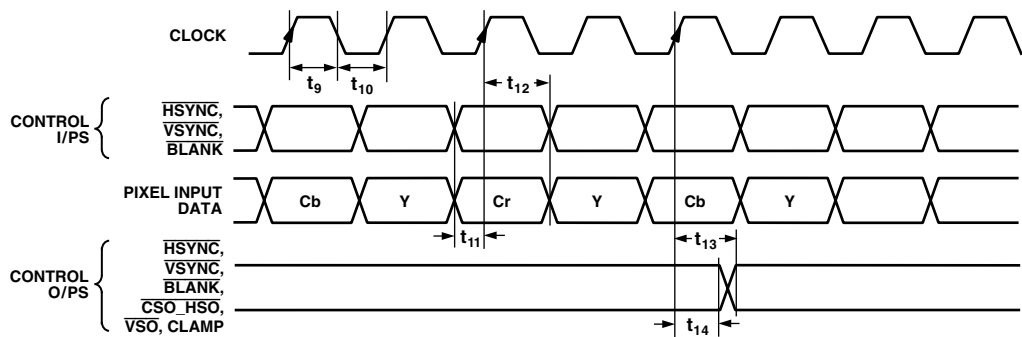 CLOCK
t9
t10
t12
CONTROL
I/PS
HSYNC,
VSYNC,
BLANK
PIXEL INPUT
DATA
Cb
Y
Cr
Y
Cb
Y
t11
t13
CONTROL
O/PS
HSYNC,
VSYNC,
BLANK,
CSO_HSO,
VSO, CLAMP
t14